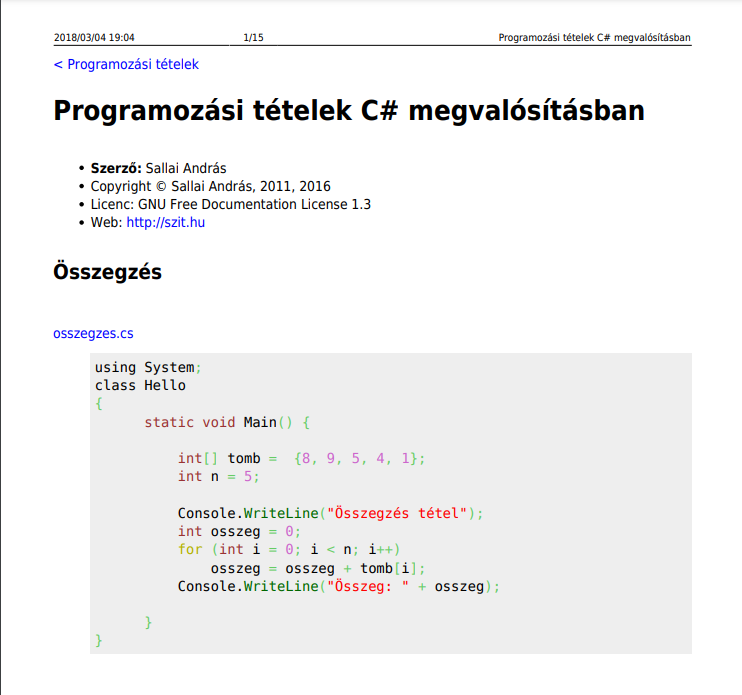 2018/03/04 19:04 1/15 Programozási tételek C# megvalósításban
< Programozási tételek
Programozási tételek C# megvalósításban
• Szerző: Sallai András
• Copyright © Sallai András, 2011, 2016
• Licenc: GNU Free Documentation License 1.3
• Web: http://szit.hu
Összegzés
osszegzes.cs
using System;
class Hello
{
static void Main() {
int[] tomb =  {8, 9, 5, 4, 1};
int n = 5;
Console.WriteLine("Összegzés tétel");
int osszeg = 0;
for (int i = 0; i < n; i++)
osszeg = osszeg + tomb[i];
Console.WriteLine("Összeg: " + osszeg);
}
}